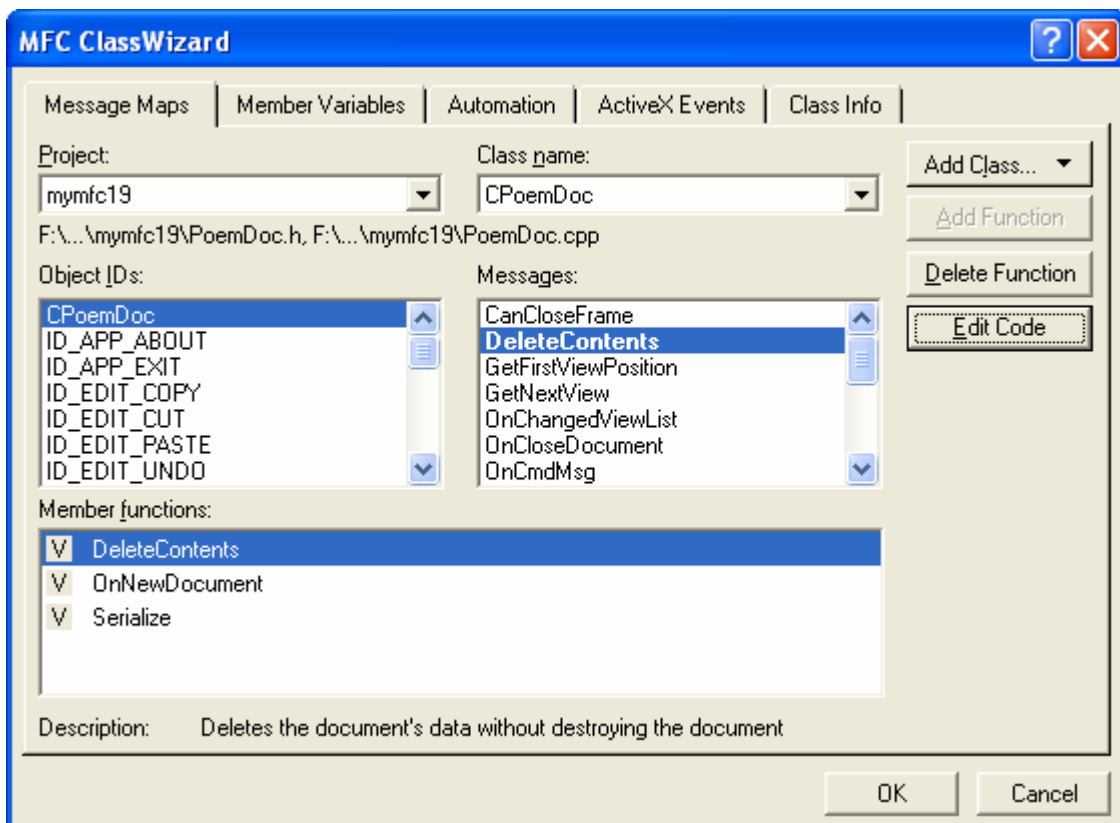 MFC ClassWizard
Message Maps Member Variables Automation ActiveX Events Class Info
Project: Class name:
mymfc19 CPoemDoc
Add Class...
Add Function
F:\...\mymfc19\PoemDoc.h, F:\...\mymfc19\PoemDoc.cpp
Object IDs: Messages:
Delete Function
Edit Code
CPoemDoc
ID_APP_ABOUT
ID_APP_EXIT
ID_EDIT_COPY
ID_EDIT_CUT
ID_EDIT_PASTE
ID_EDIT_UNDO
CanCloseFrame
DeleteContents
GetFirstViewPosition
GetNextView
OnChangedViewList
OnCloseDocument
OnCmdMsg
Member functions:
V DeleteContents
V OnNewDocument
V Serialize
Description: Deletes the document's data without destroying the document
OK Cancel